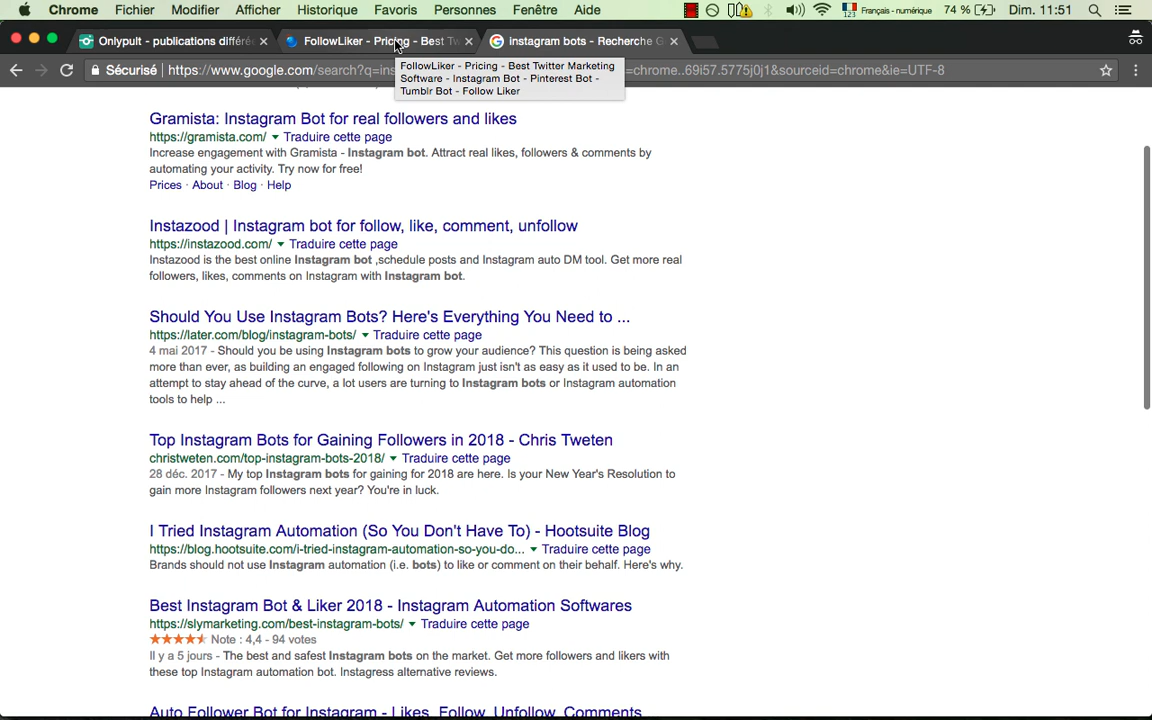 Chrome Fichier Modifier Afficher Historique Favoris Personnes Fenêtre Aide 123 Français - numérique 74 % Dim. 11:51
Onlypult - publications différé FollowLiker - Pricing - Best Tw instagram bots - Recherche G
Sécurisé https://www.google.com/search?q=ins chrome..69i57.5775j0j1&sourceid=chrome&ie=UTF-8
FollowLiker - Pricing - Best Twitter Marketing
Software - Instagram Bot - Pinterest Bot -
Tumblr Bot - Follow Liker
Gramista: Instagram Bot for real followers and likes
https://gramista.com/ Traduire cette page
Increase engagement with Gramista - Instagram bot. Attract real likes, followers & comments by
automating your activity. Try now for free!
Prices · About · Blog · Help
Instazood | Instagram bot for follow, like, comment, unfollow
https://instazood.com/ Traduire cette page
Instazood is the best online Instagram bot ,schedule posts and Instagram auto DM tool. Get more real
followers, likes, comments on Instagram with Instagram bot.
Should You Use Instagram Bots? Here's Everything You Need to ...
https://later.com/blog/instagram-bots/ Traduire cette page
4 mai 2017 - Should you be using Instagram bots to grow your audience? This question is being asked
more than ever, as building an engaged following on Instagram just isn't as easy as it used to be. In an
attempt to stay ahead of the curve, a lot users are turning to Instagram bots or Instagram automation
tools to help ...
Top Instagram Bots for Gaining Followers in 2018 - Chris Tweten
christweten.com/top-instagram-bots-2018/ Traduire cette page
28 déc. 2017 - My top Instagram bots for gaining for 2018 are here. Is your New Year's Resolution to
gain more Instagram followers next year? You're in luck.
I Tried Instagram Automation (So You Don't Have To) - Hootsuite Blog
https://blog.hootsuite.com/i-tried-instagram-automation-so-you-do... Traduire cette page
Brands should not use Instagram automation (i.e. bots) to like or comment on their behalf. Here's why.
Best Instagram Bot & Liker 2018 - Instagram Automation Softwares
https://slymarketing.com/best-instagram-bots/ Traduire cette page
Note : 4,4 - 94 votes
Il y a 5 jours - The best and safest Instagram bots on the market. Get more followers and likers with
these top Instagram automation bot. Instagress alternative reviews.
Auto Follower Bot for Instagram - Likes, Follow, Unfollow, Comments